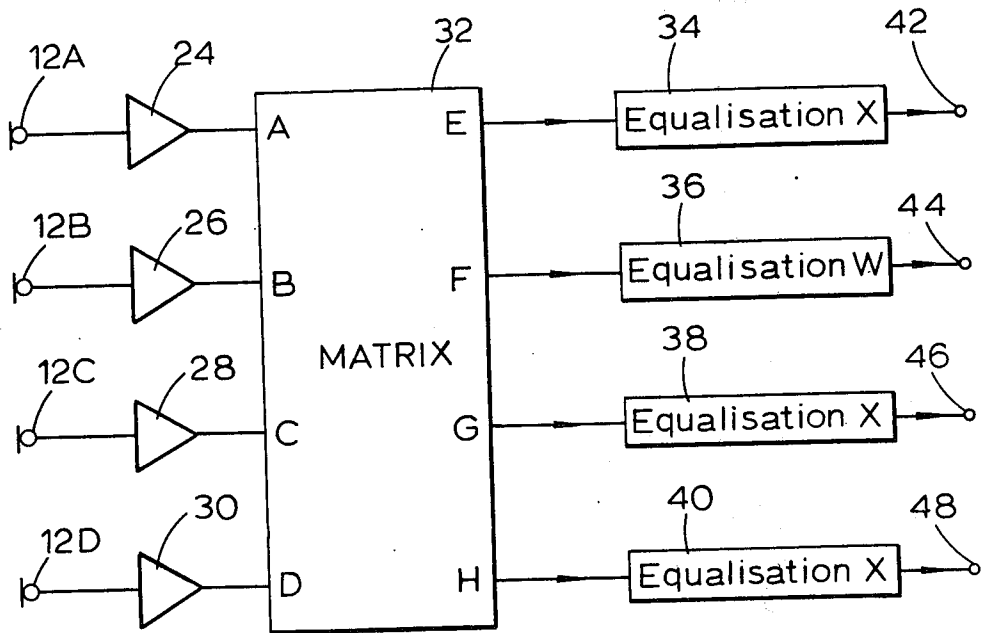 12A
24
32
34
42
A
E
Equalisation X
12B
26
36
44
B
F
Equalisation W
MATRIX
12C
28
38
46
C
G
Equalisation X
12D
30
40
48
D
H
Equalisation X